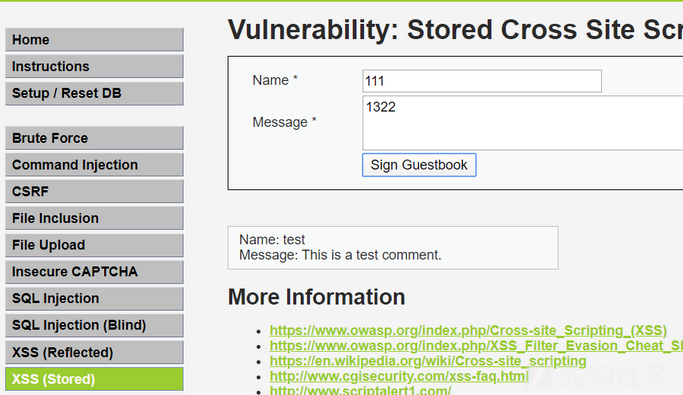 Home
Instructions
Setup / Reset DB
Brute Force
Command Injection
CSRF
File Inclusion
File Upload
Insecure CAPTCHA
SQL Injection
SQL Injection (Blind)
XSS (Reflected)
XSS (Stored)
Vulnerability: Stored Cross Site Scr
Name *
111
Message *
1322
Sign Guestbook
Name: test
Message: This is a test comment.
More Information
https://www.owasp.org/index.php/Cross-site_Scripting_(XSS)
https://www.owasp.org/index.php/XSS_Filter_Evasion_Cheat_Sh
https://en.wikipedia.org/wiki/Cross-site_scripting
http://www.cgisecurity.com/xss-faq.html
http://www.scriptalert1.com/
先知社区